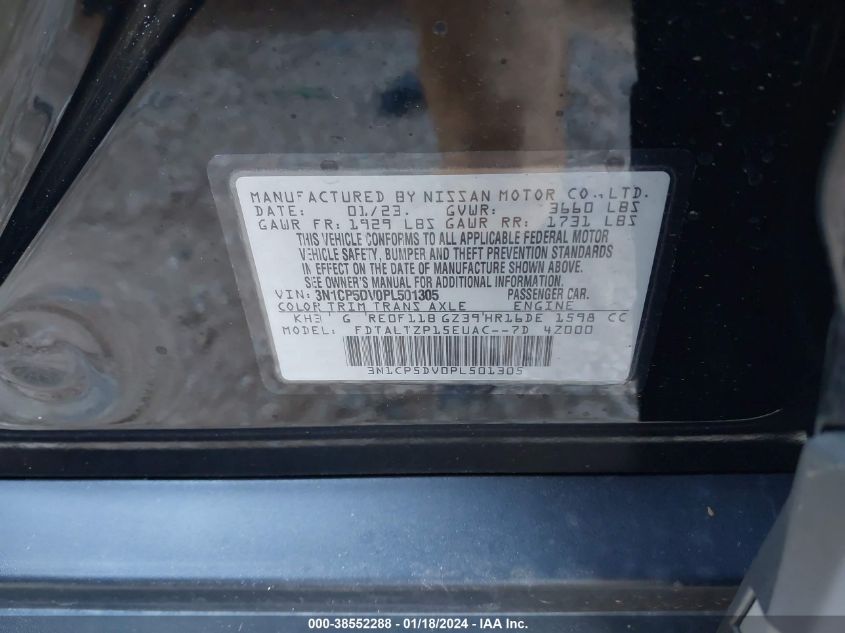 MANUFACTURED BY NISSAN MOTOR CO., LTD.
DATE: 01/23. GVWR: 3660 LBS
GAWR FR: 1929 LBS GAWR RR: 1731 LBS
THIS VEHICLE CONFORMS TO ALL APPLICABLE FEDERAL MOTOR
VEHICLE SAFETY, BUMPER AND THEFT PREVENTION STANDARDS
IN EFFECT ON THE DATE OF MANUFACTURE SHOWN ABOVE.
SEE OWNER'S MANUAL FOR ADDITIONAL INFORMATION.
VIN: 3N1CP5DV0PL501305 PASSENGER CAR.
COLOR TRIM TRANS AXLE ENGINE
KH3 G RE0F11B GZ39 HR16DE 1598 CC
MODEL: FDTALTZP15EUAC--7D 4Z000
3N1CP5DV0PL501305
000-38552288 - 01/18/2024 - IAA Inc.